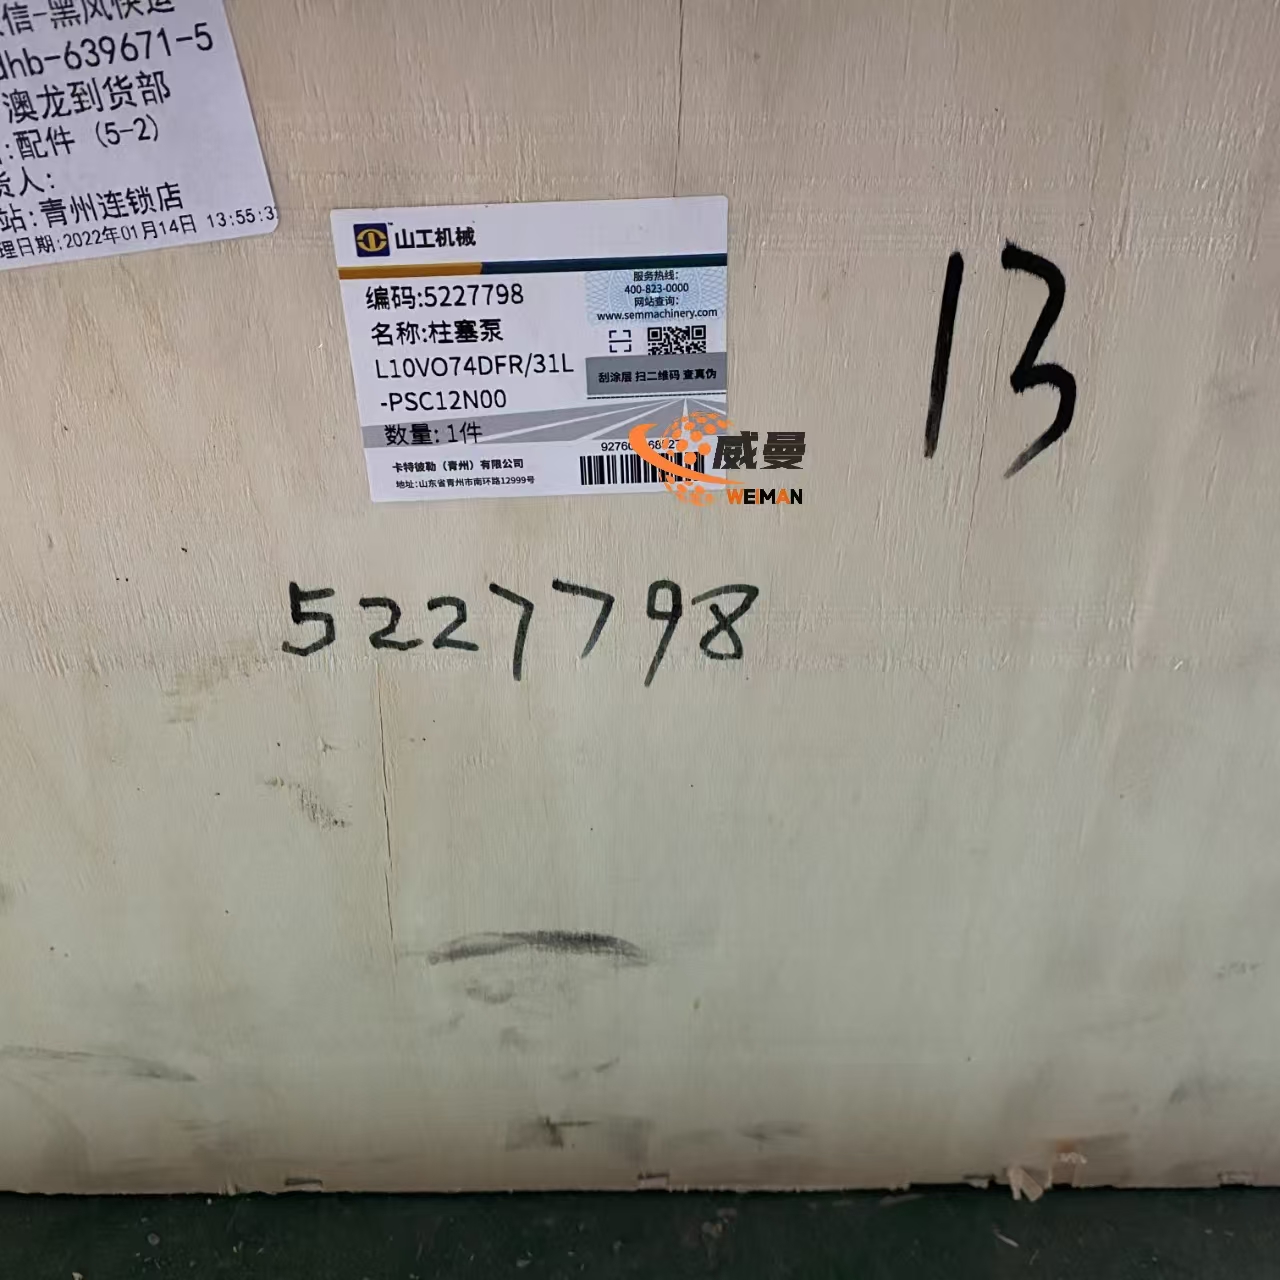 信-黑风快运
dhb-639671-5
澳龙到货部
:配件 (5-2)
货人:
站:青州连锁店
理日期:2022年01月14日 13:55:3
山工机械
编码:5227798
名称:柱塞泵
L10VO74DFR/31L
-PSC12N00
数量: 1件
卡特彼勒（青州）有限公司
地址:山东省青州市南环路12999号
服务热线:
400-823-0000
网站查询:
www.semmachinery.com
刮涂层 扫二维码 查真伪
威曼
WEIMAN
13
5227798